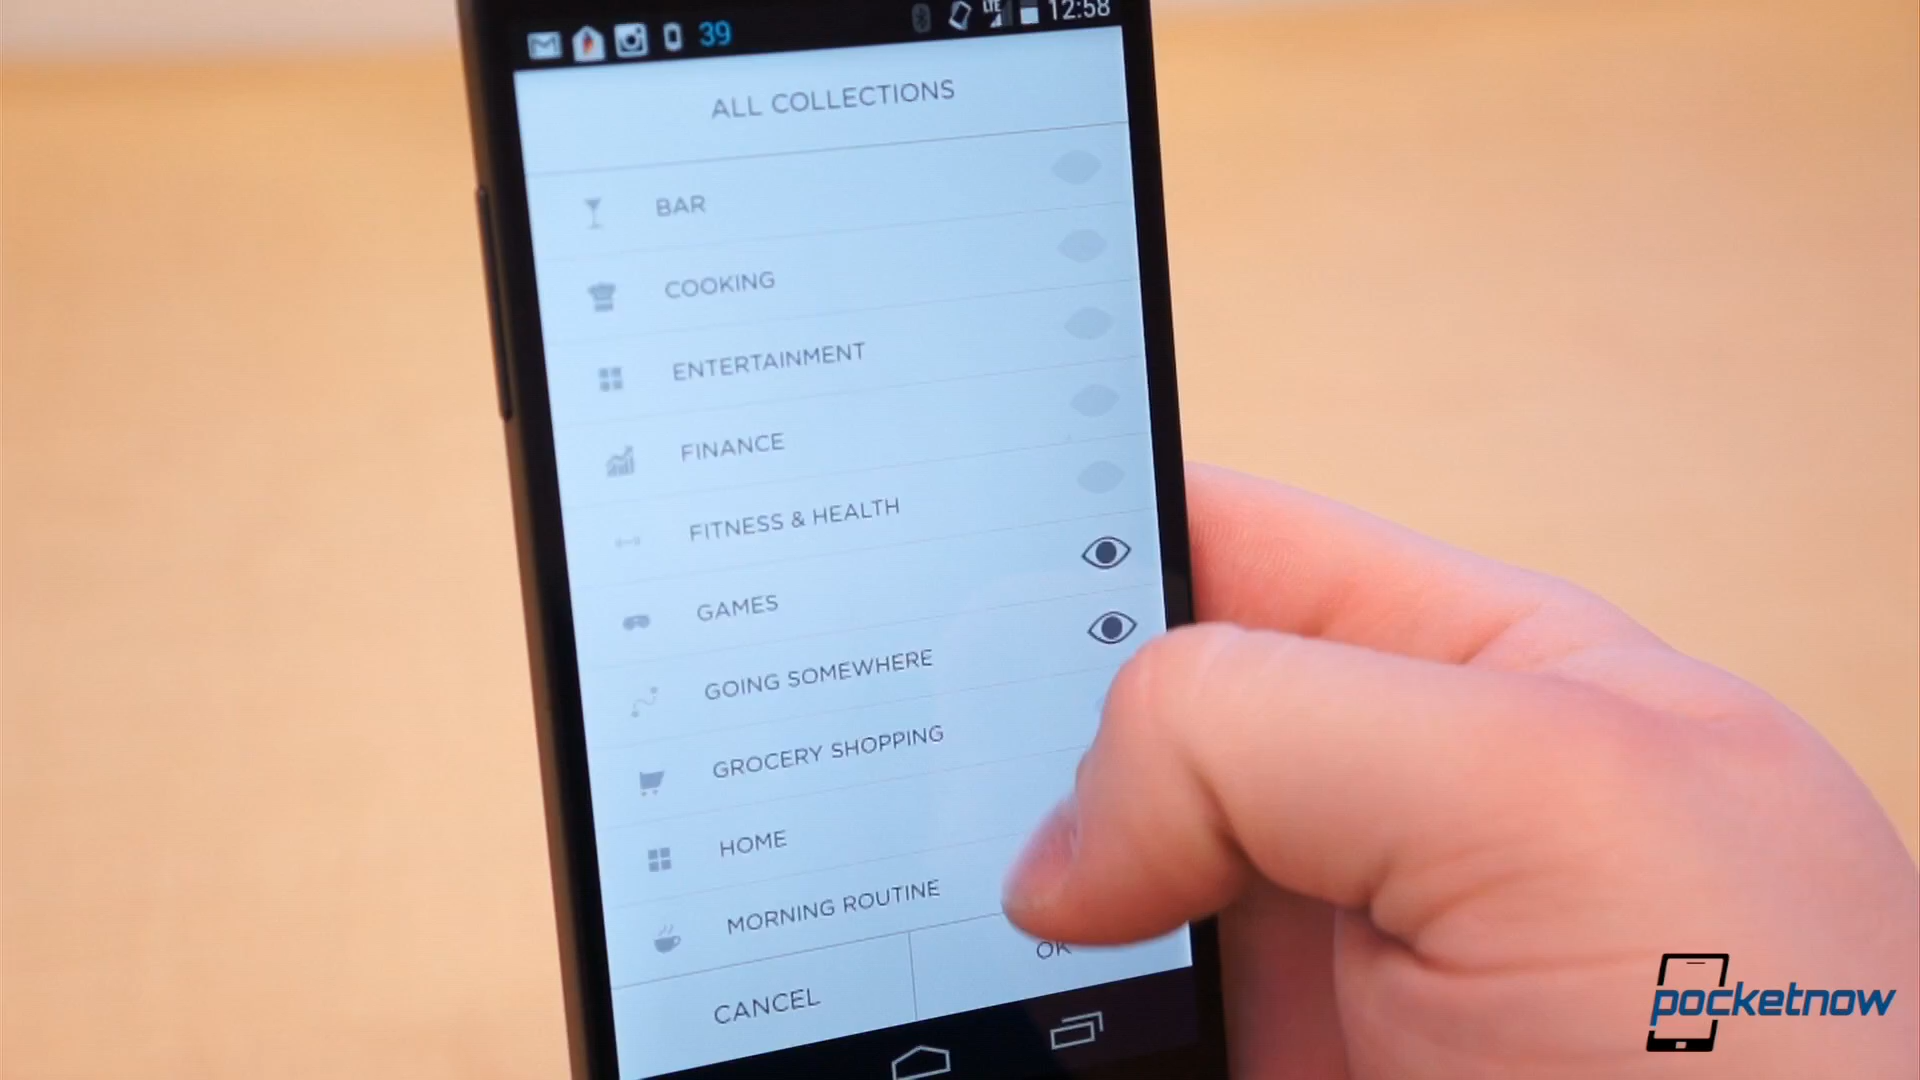 39
LTE
12:58
ALL COLLECTIONS
BAR
COOKING
ENTERTAINMENT
FINANCE
FITNESS & HEALTH
GAMES
GOING SOMEWHERE
GROCERY SHOPPING
HOME
MORNING ROUTINE
CANCEL
OK
pocketnow